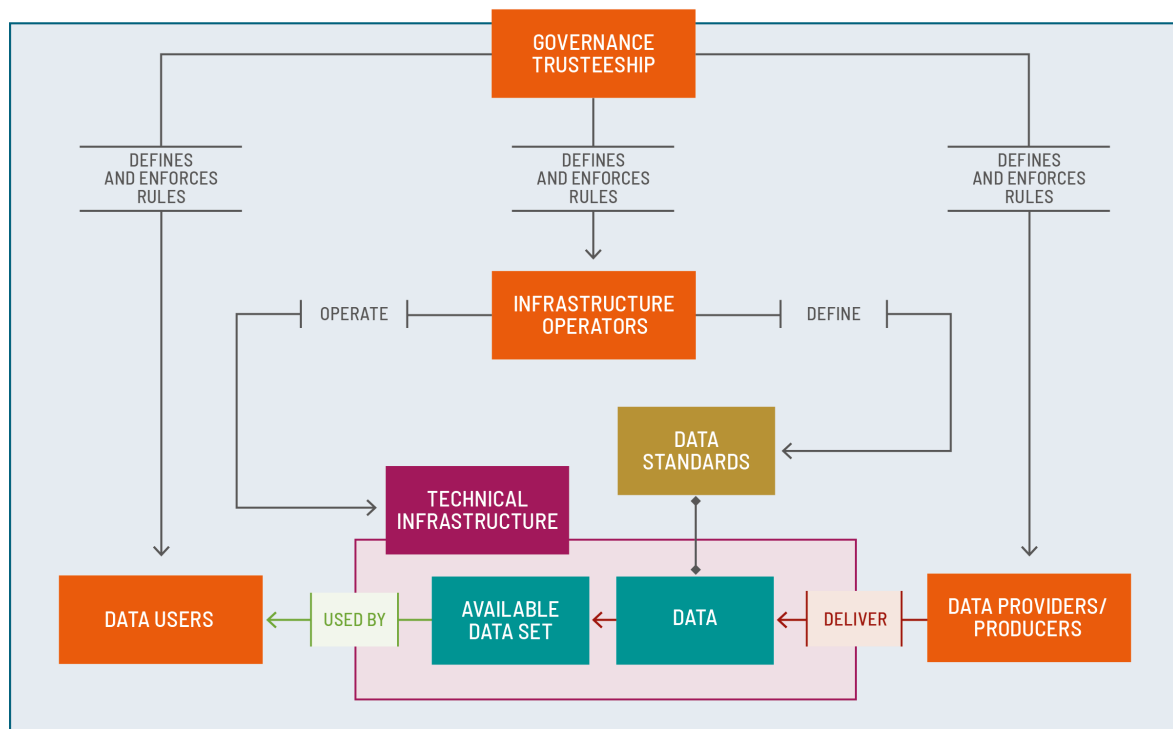 GOVERNANCE
TRUSTEESHIP
DEFINES
AND ENFORCES
RULES
DEFINES
AND ENFORCES
RULES
DEFINES
AND ENFORCES
RULES
OPERATE
INFRASTRUCTURE
OPERATORS
DEFINE
DATA
STANDARDS
TECHNICAL
INFRASTRUCTURE
DATA USERS
USED BY
AVAILABLE
DATA SET
DATA
DELIVER
DATA PROVIDERS/
PRODUCERS